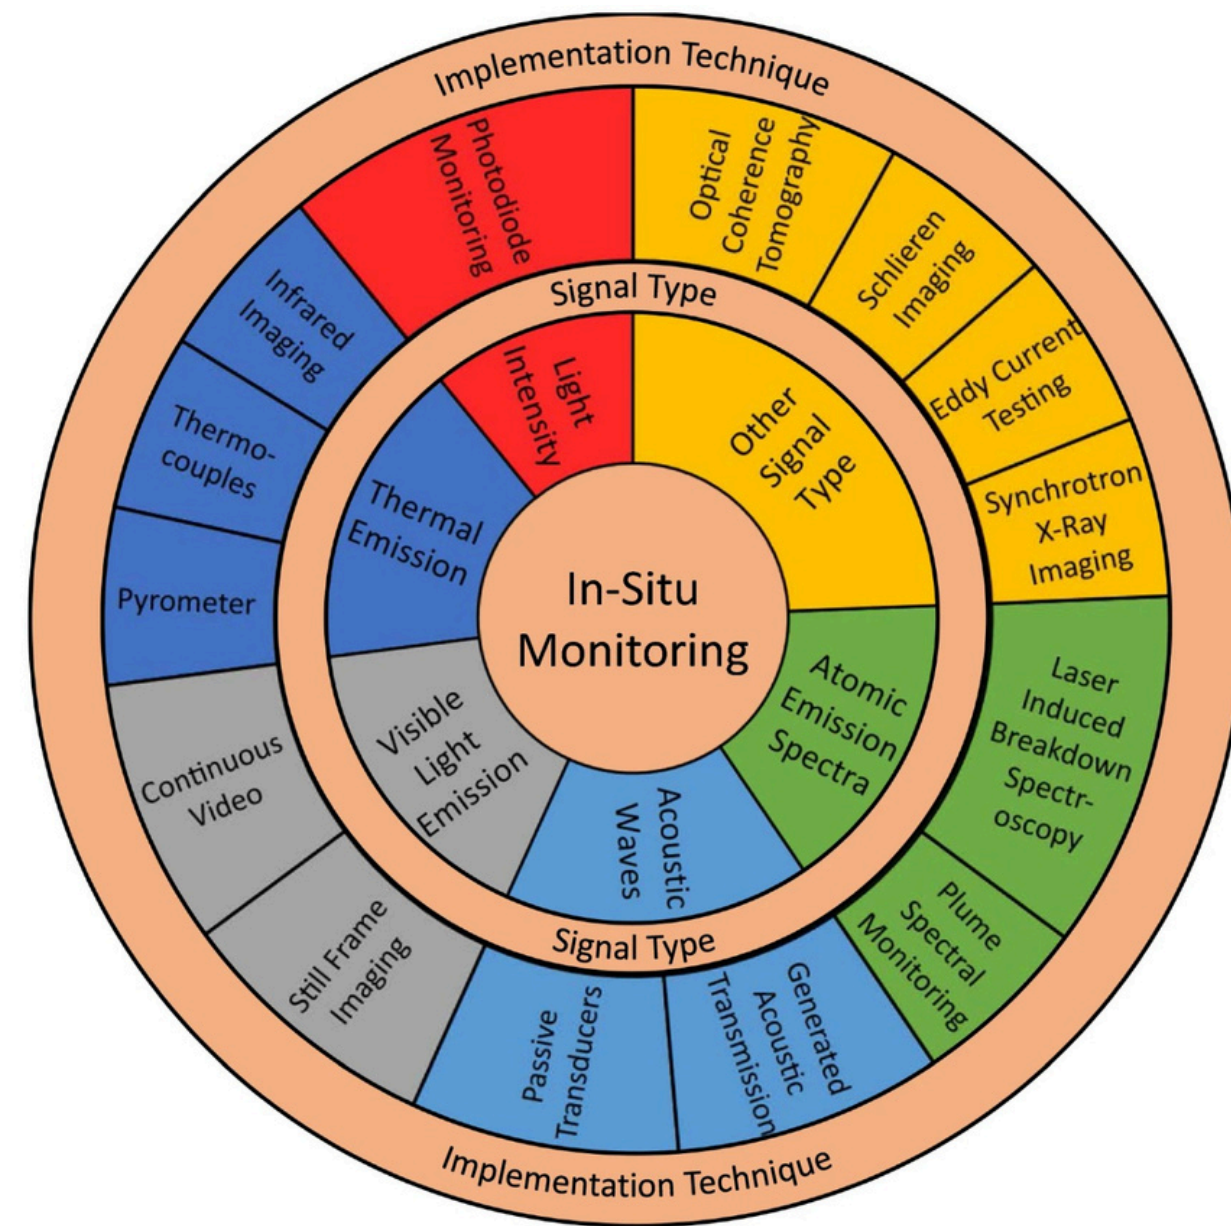 Implementation Technique
Photodiode
Monitoring
Optical
Coherence
Tomography
Schlieren
Imaging
Eddy Current
Testing
Synchrotron
X-Ray
Imaging
Laser
Induced
Breakdown
Spectr-
oscopy
Plume
Spectral
Monitoring
Generated
Acoustic
Transmission
Passive
Transducers
Still Frame
Imaging
Continuous
Video
Pyrometer
Thermo-
couples
Infrared
Imaging
Signal Type
Light
Intensity
Other
Signal
Type
Atomic
Emission
Spectra
Acoustic
Waves
Visible
Light
Emission
Thermal
Emission
In-Situ
Monitoring
Signal Type
Implementation Technique